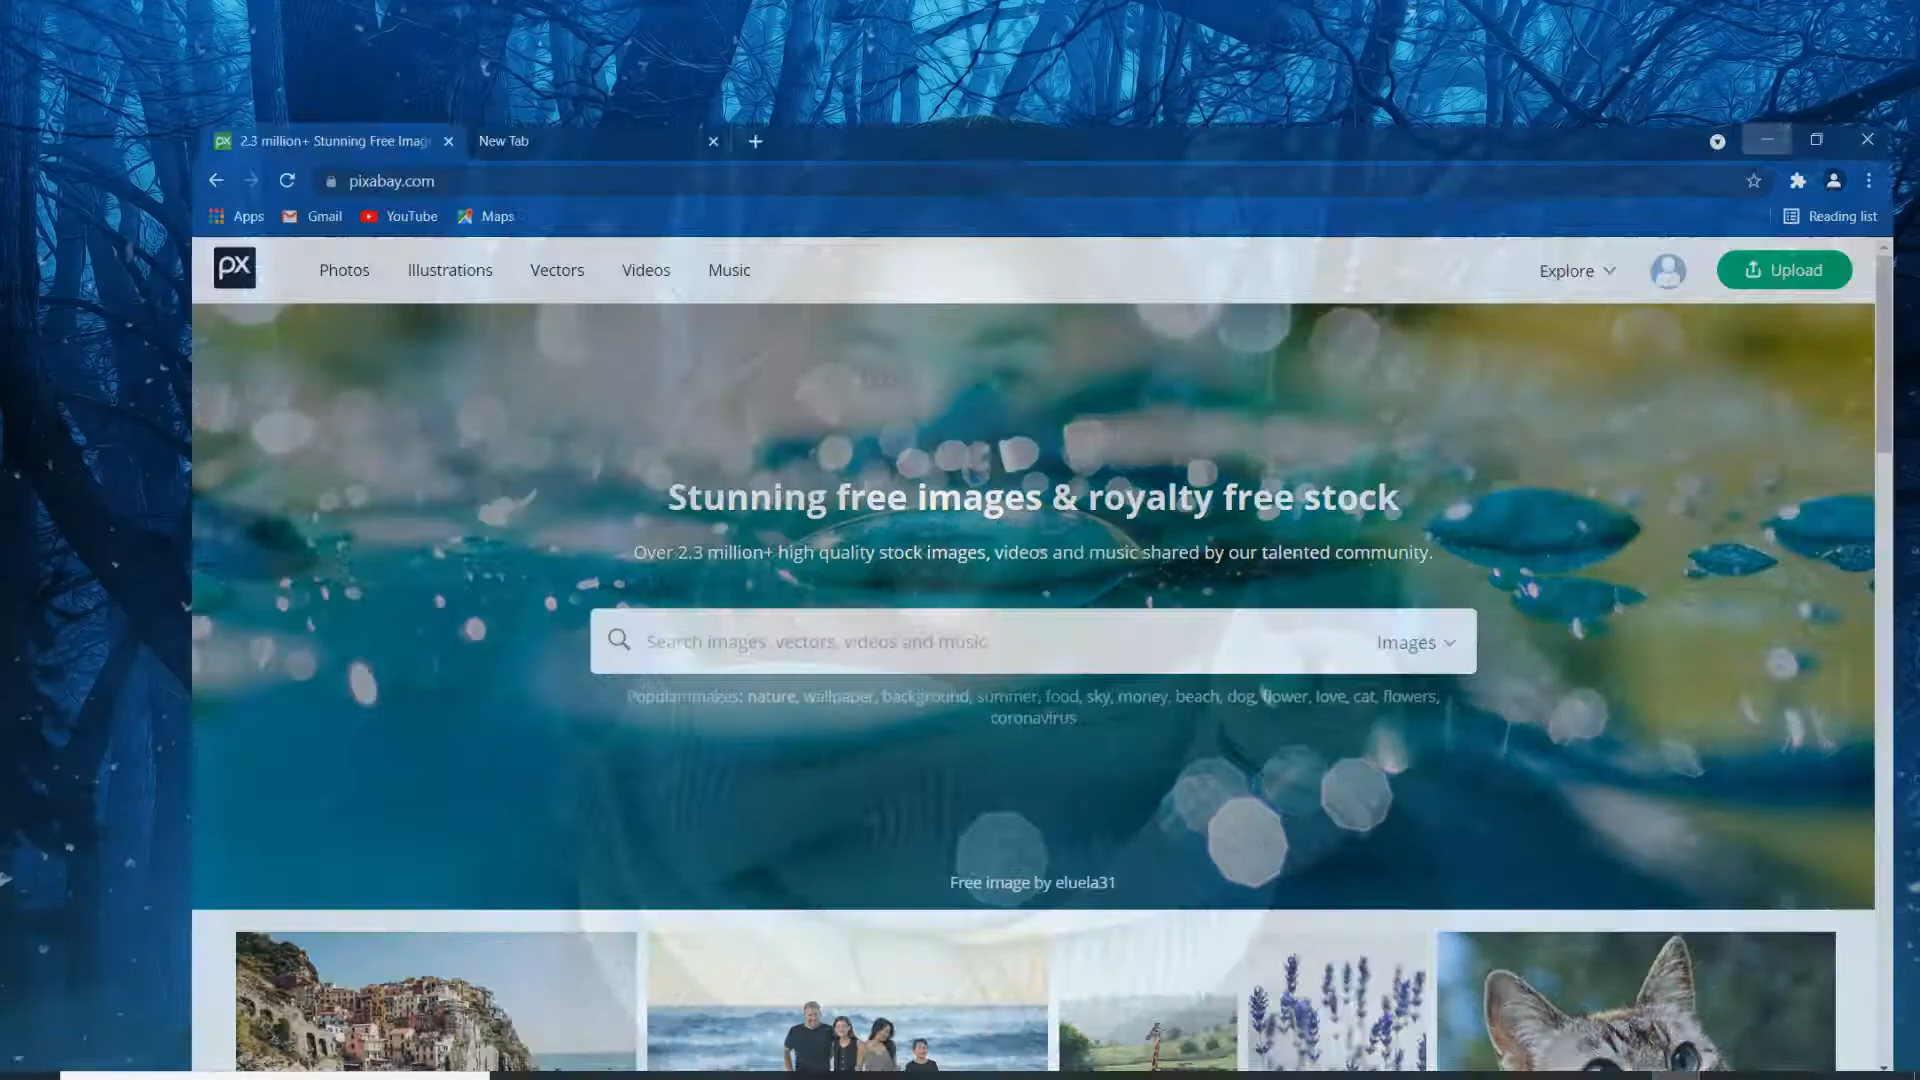 2.3 million+ Stunning Free Imag
New Tab
pixabay.com
Apps
Gmail
YouTube
Maps
Reading list
px
Photos
Illustrations
Vectors
Videos
Music
Explore
Upload
Stunning free images & royalty free stock
Over 2.3 million+ high quality stock images, videos and music shared by our talented community.
Search images, vectors, videos and music
Images
Popular images: nature, wallpaper, background, summer, food, sky, money, beach, dog, flower, love, cat, flowers,
coronavirus
Free image by eluela31